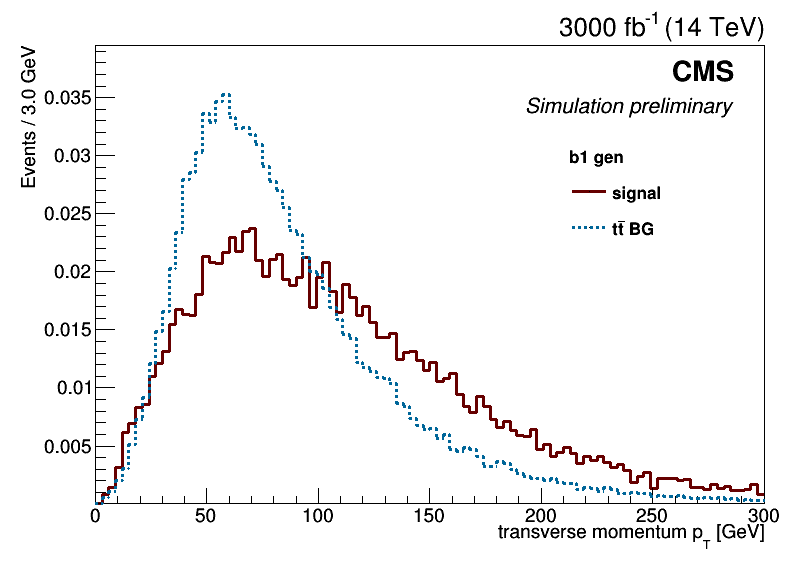 3000 fb⁻¹ (14 TeV)
CMS
Simulation preliminary
b1 gen
signal
tt̄ BG
Events / 3.0 GeV
0.035
0.03
0.025
0.02
0.015
0.01
0.005
0 50 100 150 200 250 300
transverse momentum p_T [GeV]